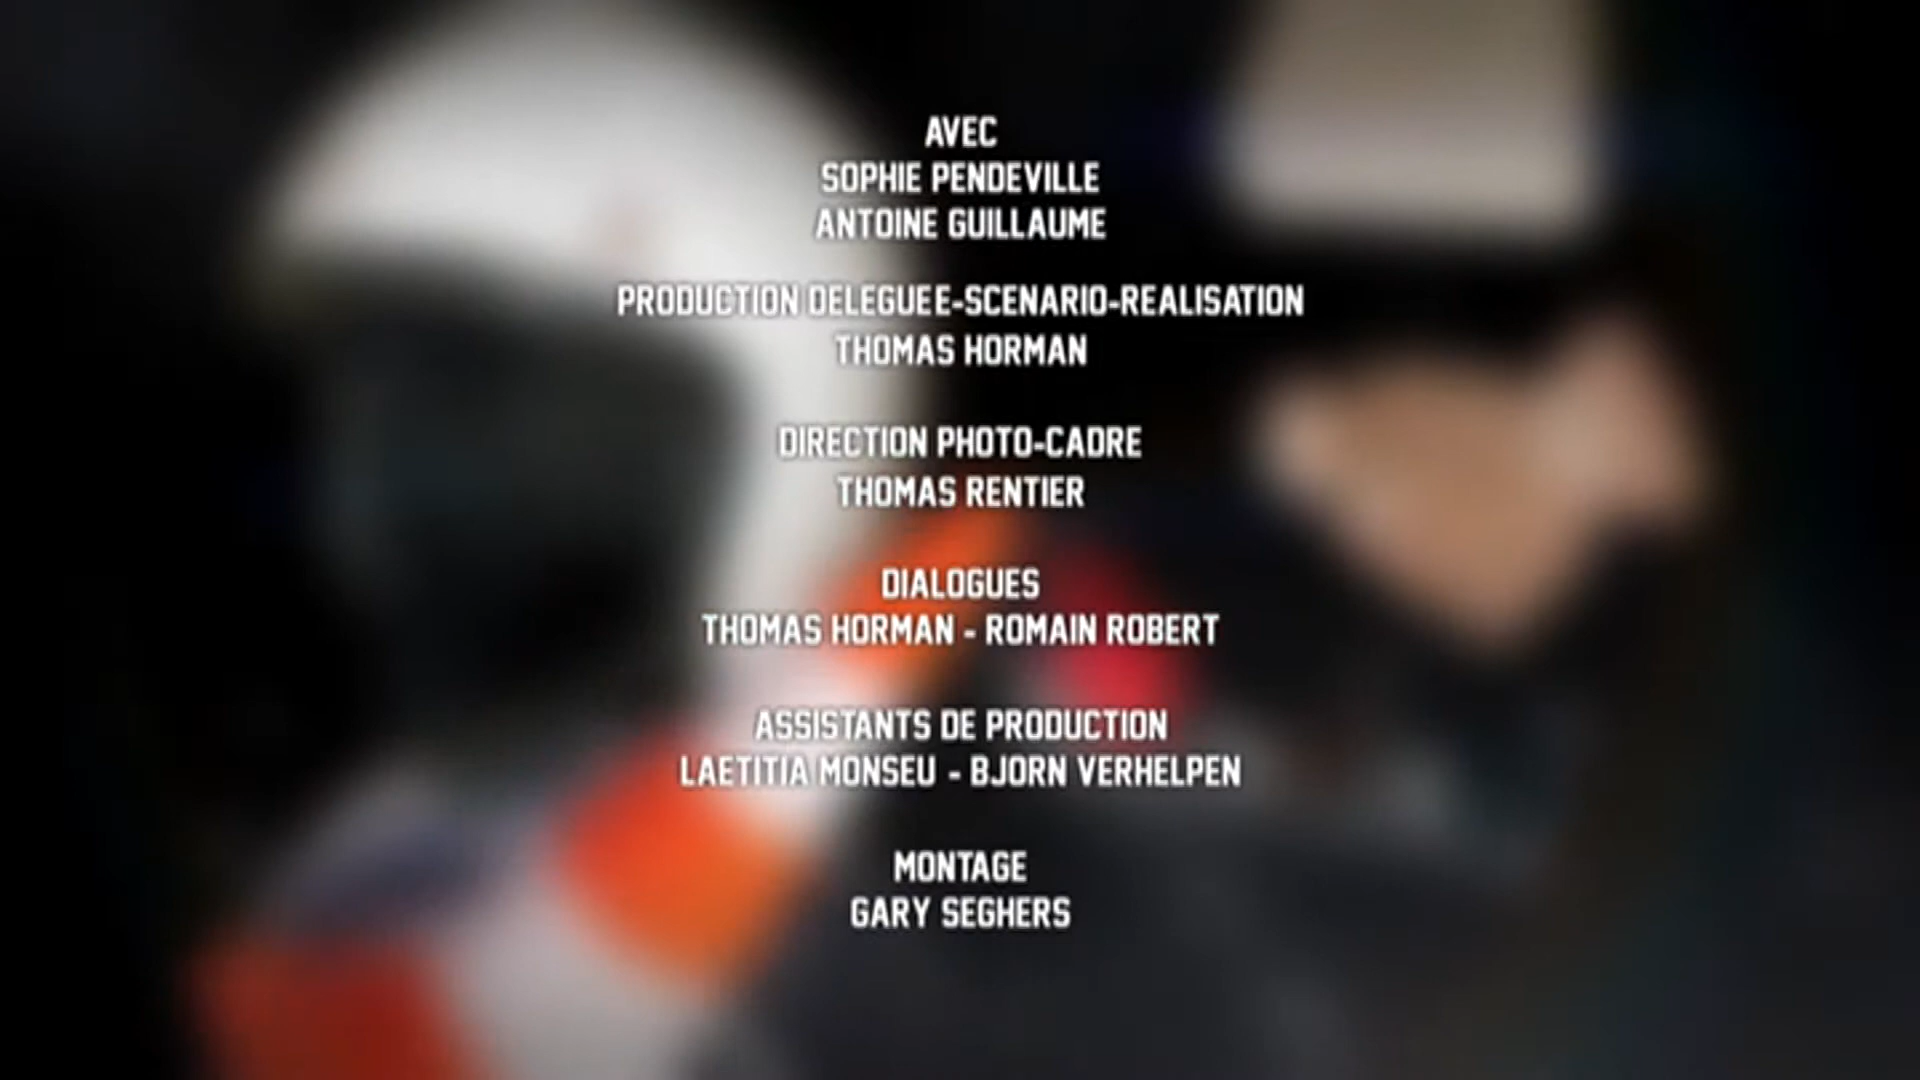 AVEC
SOPHIE PENDEVILLE
ANTOINE GUILLAUME
PRODUCTION DELEGUEE-SCENARIO-REALISATION
THOMAS HORMAN
DIRECTION PHOTO-CADRE
THOMAS RENTIER
DIALOGUES
THOMAS HORMAN - ROMAIN ROBERT
ASSISTANTS DE PRODUCTION
LAETITIA MONSEU - BJORN VERHELPEN
MONTAGE
GARY SEGHERS